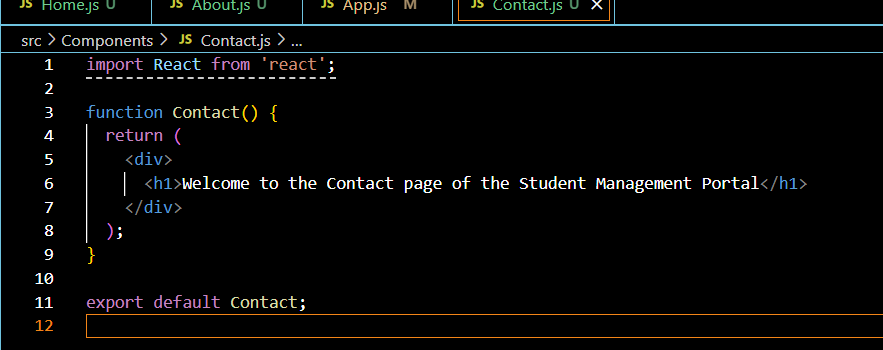 JS Home.js U JS About.js U JS App.js M JS Contact.js U ×
src > Components > JS Contact.js > ...
1 import React from 'react';
2
3 function Contact() {
4 return (
5 <div>
6 <h1>Welcome to the Contact page of the Student Management Portal</h1>
7 </div>
8 );
9 }
10
11 export default Contact;
12